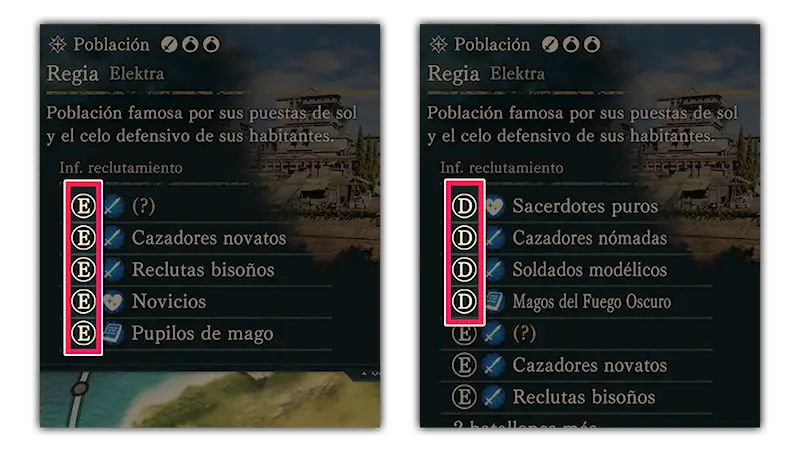 Población
Regia Elektra
Población famosa por sus puestas de sol
y el celo defensivo de sus habitantes.
Inf. reclutamiento
E (?)
E Cazadores novatos
E Reclutas bisoños
E Novicios
E Pupilos de mago
Población
Regia Elektra
Población famosa por sus puestas de sol
y el celo defensivo de sus habitantes.
Inf. reclutamiento
D Sacerdotes puros
D Cazadores nómadas
D Soldados modélicos
D Magos del Fuego Oscuro
E (?)
E Cazadores novatos
E Reclutas bisoños
2 batallones más